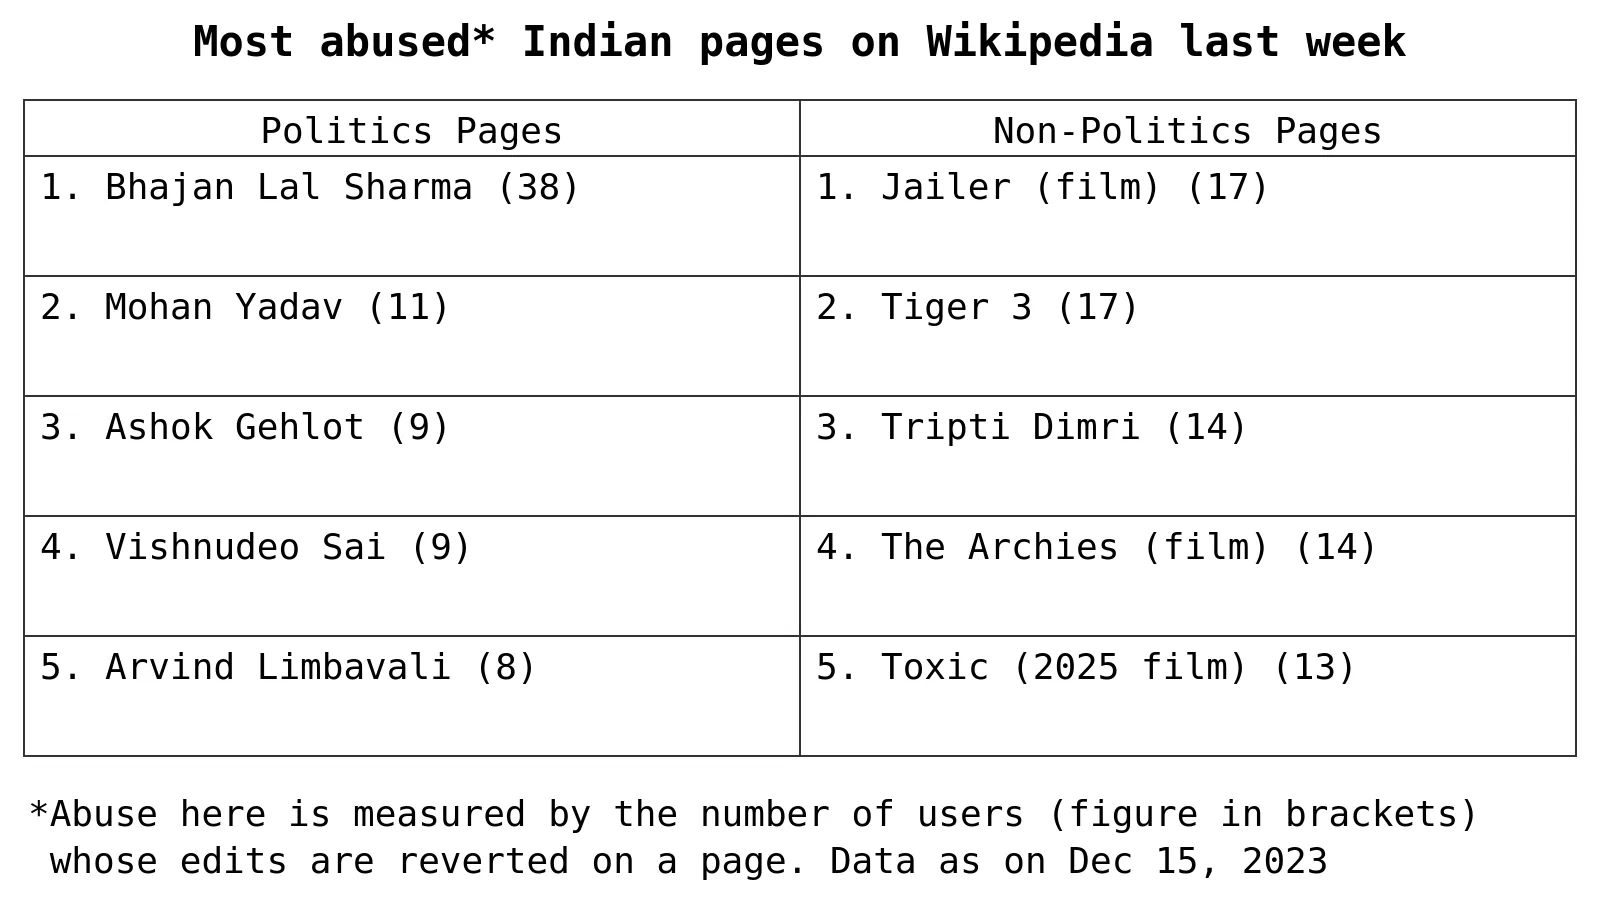 Most abused* Indian pages on Wikipedia last week
Politics Pages
Non-Politics Pages
1. Bhajan Lal Sharma (38)
1. Jailer (film) (17)
2. Mohan Yadav (11)
2. Tiger 3 (17)
3. Ashok Gehlot (9)
3. Tripti Dimri (14)
4. Vishnudeo Sai (9)
4. The Archies (film) (14)
5. Arvind Limbavali (8)
5. Toxic (2025 film) (13)
*Abuse here is measured by the number of users (figure in brackets)
whose edits are reverted on a page. Data as on Dec 15, 2023